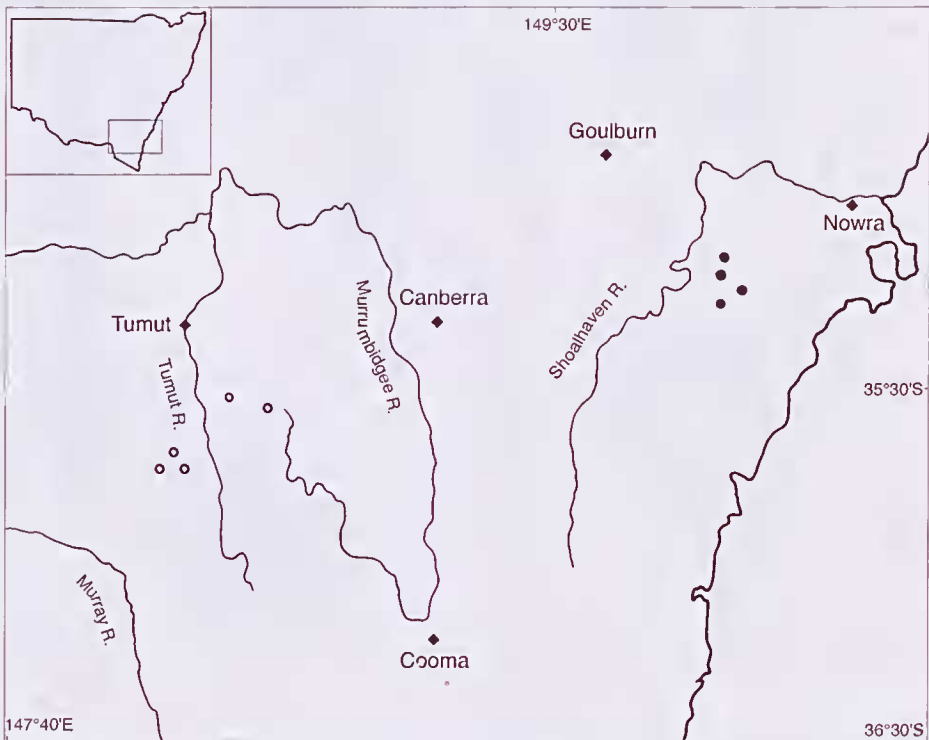 149°30'E
Goulburn
Nowra
Shoalhaven R.
Canberra
Murrumbidgee R.
Tumut
Tumut R.
35°30'S
Murray R.
Cooma
147°40'E
36°30'S